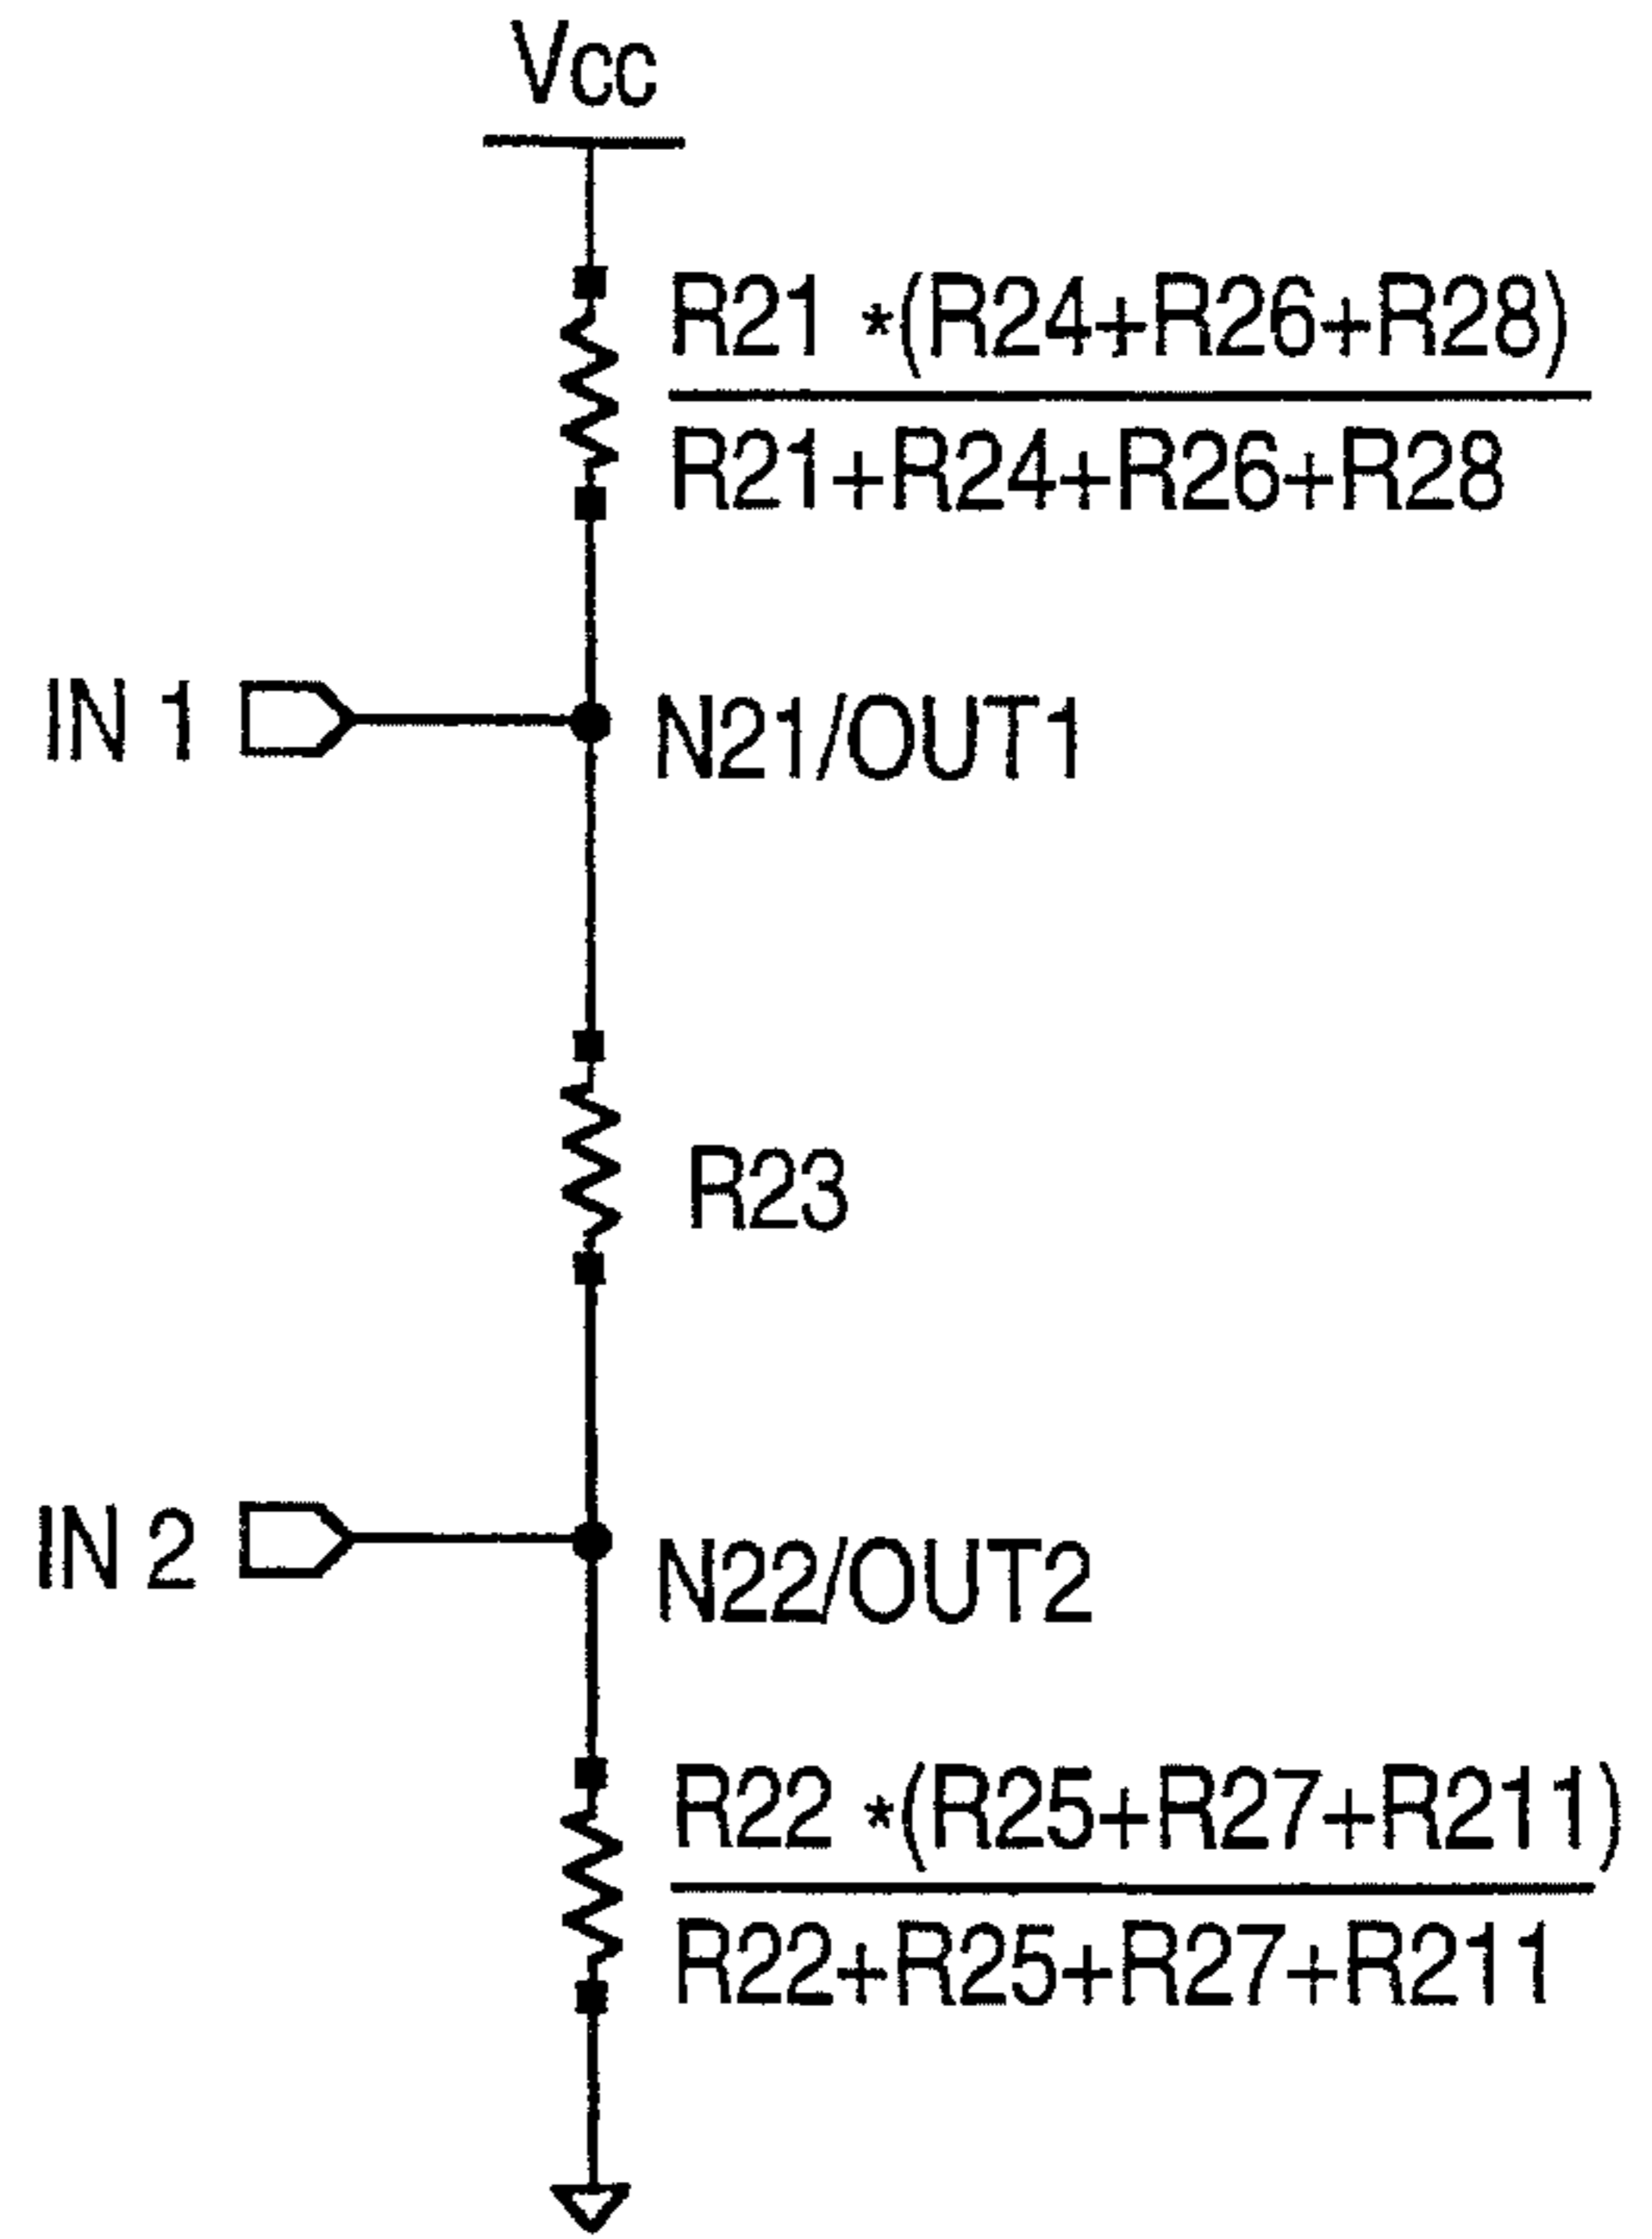 Vcc
R21 *(R24+R26+R28)
R21+R24+R26+R28
IN 1
N21/OUT1
R23
IN 2
N22/OUT2
R22 *(R25+R27+R211)
R22+R25+R27+R211